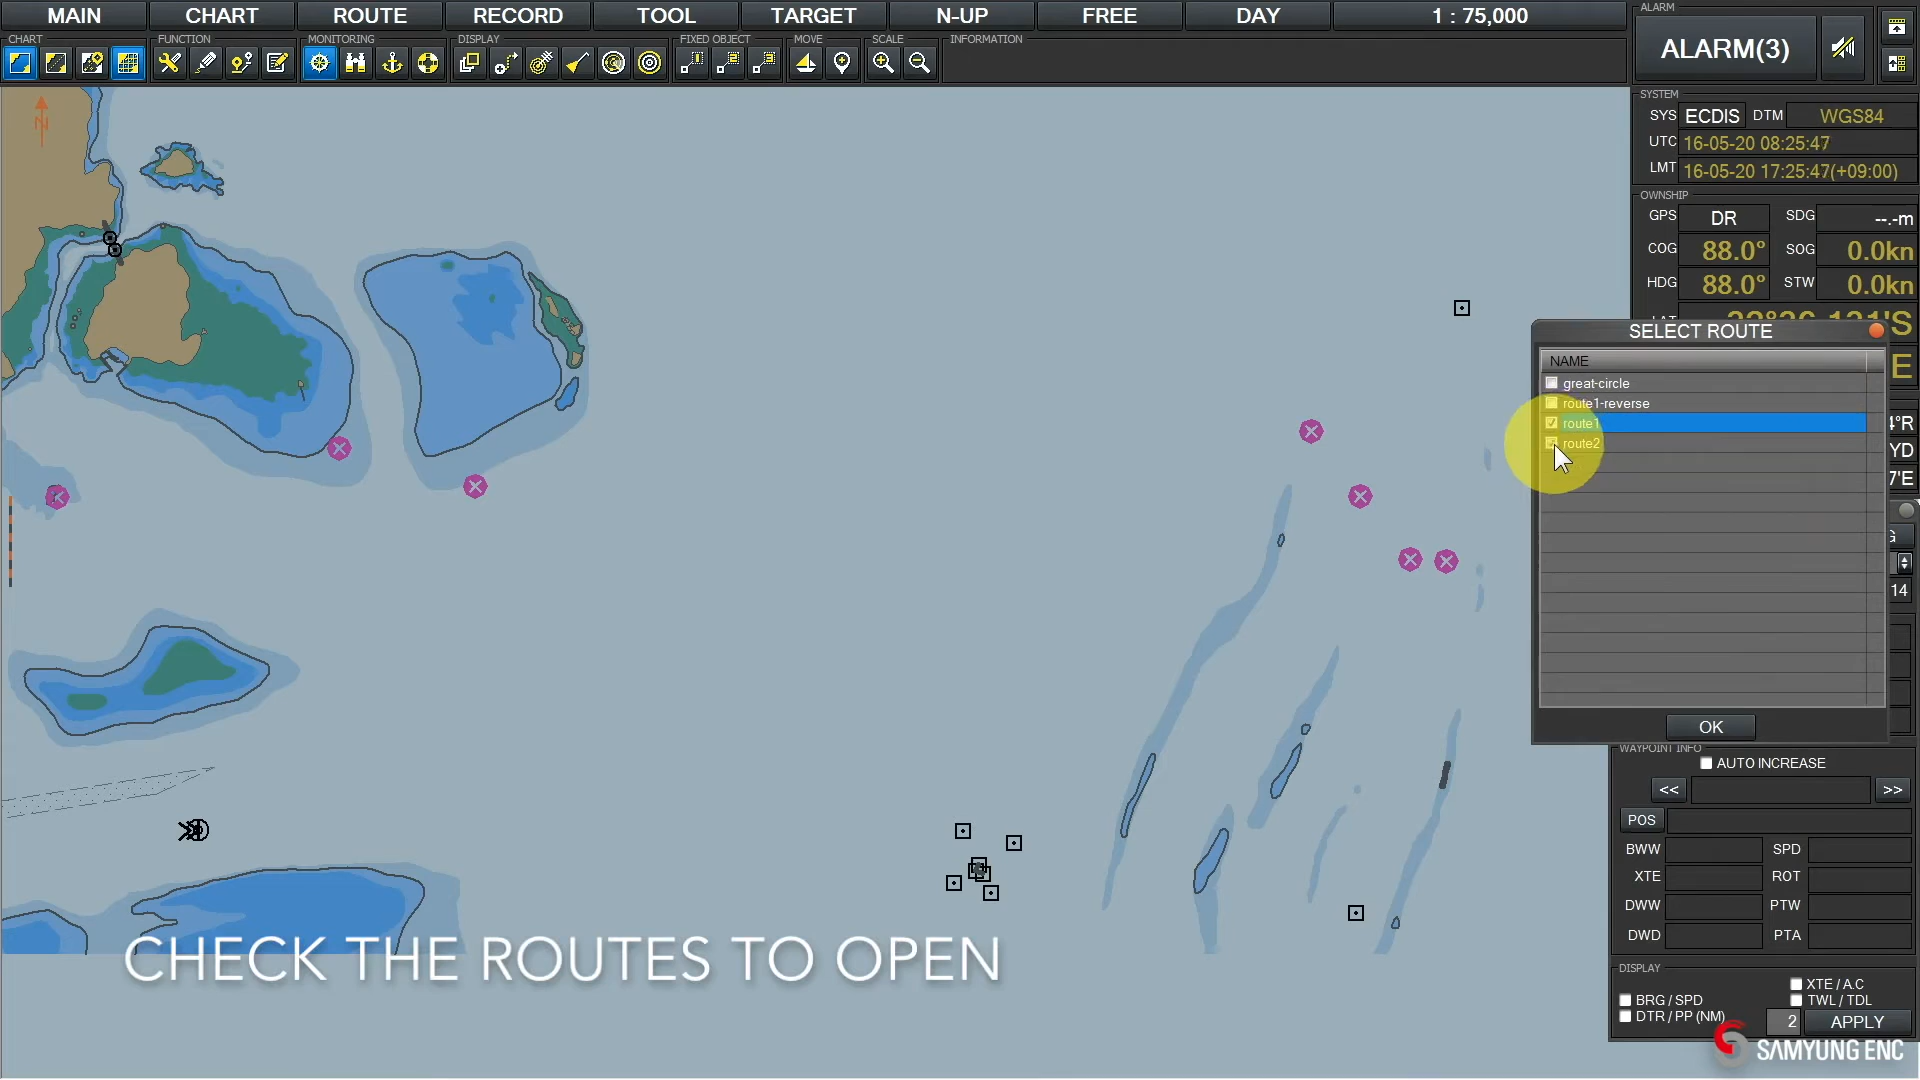 MAIN CHART ROUTE RECORD TOOL TARGET N-UP FREE DAY 1 : 75,000
CHART FUNCTION MONITORING DISPLAY FIXED OBJECT MOVE SCALE INFORMATION
ALARM
ALARM(3)
SYSTEM
SYS ECDIS DTM WGS84
UTC 16-05-20 08:25:47
LMT 16-05-20 17:25:47(+09:00)
OWNSHIP
GPS DR SDG --.-m
COG 88.0° SOG 0.0kn
HDG 88.0° STW 0.0kn
N
SELECT ROUTE
NAME
great-circle
route1-reverse
route1
route2
OK
E
4°R
YD
7'E
G
14
WAYPOINT INFO
AUTO INCREASE
<< >>
POS
BWW SPD
XTE ROT
DWW PTW
DWD PTA
DISPLAY
XTE / A.C
BRG / SPD TWL / TDL
DTR / PP (NM) 2 APPLY
CHECK THE ROUTES TO OPEN
SAMYUNG ENC